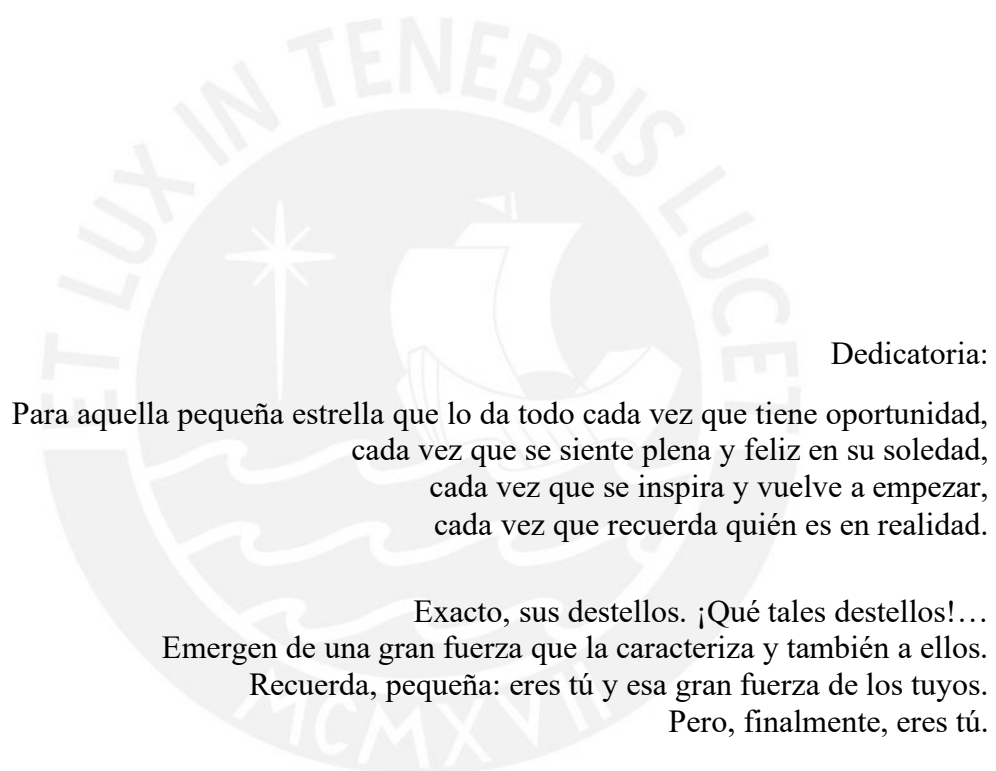 ET LUX IN TENEBRIS LUCET
Dedicatoria:
Para aquella pequeña estrella que lo da todo cada vez que tiene oportunidad,
cada vez que se siente plena y feliz en su soledad,
cada vez que se inspira y vuelve a empezar,
cada vez que recuerda quién es en realidad.
Exacto, sus destellos. ¡Qué tales destellos!…
Emergen de una gran fuerza que la caracteriza y también a ellos.
Recuerda, pequeña: eres tú y esa gran fuerza de los tuyos.
Pero, finalmente, eres tú.
MCMXVII